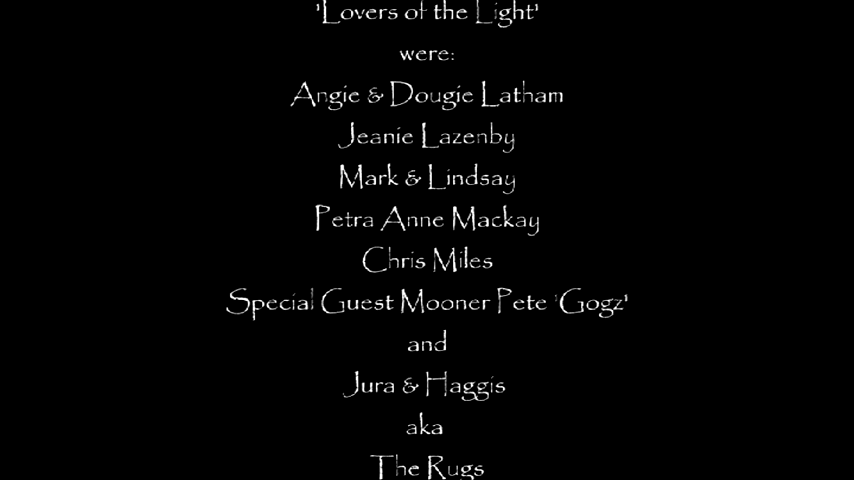 'Lovers of the Light'
were:
Angie & Dougie Latham
Jeanie Lazenby
Mark & Lindsay
Petra Anne Mackay
Chris Miles
Special Guest Mooner Pete 'Gogz'
and
Jura & Haggis
aka
The Rugs